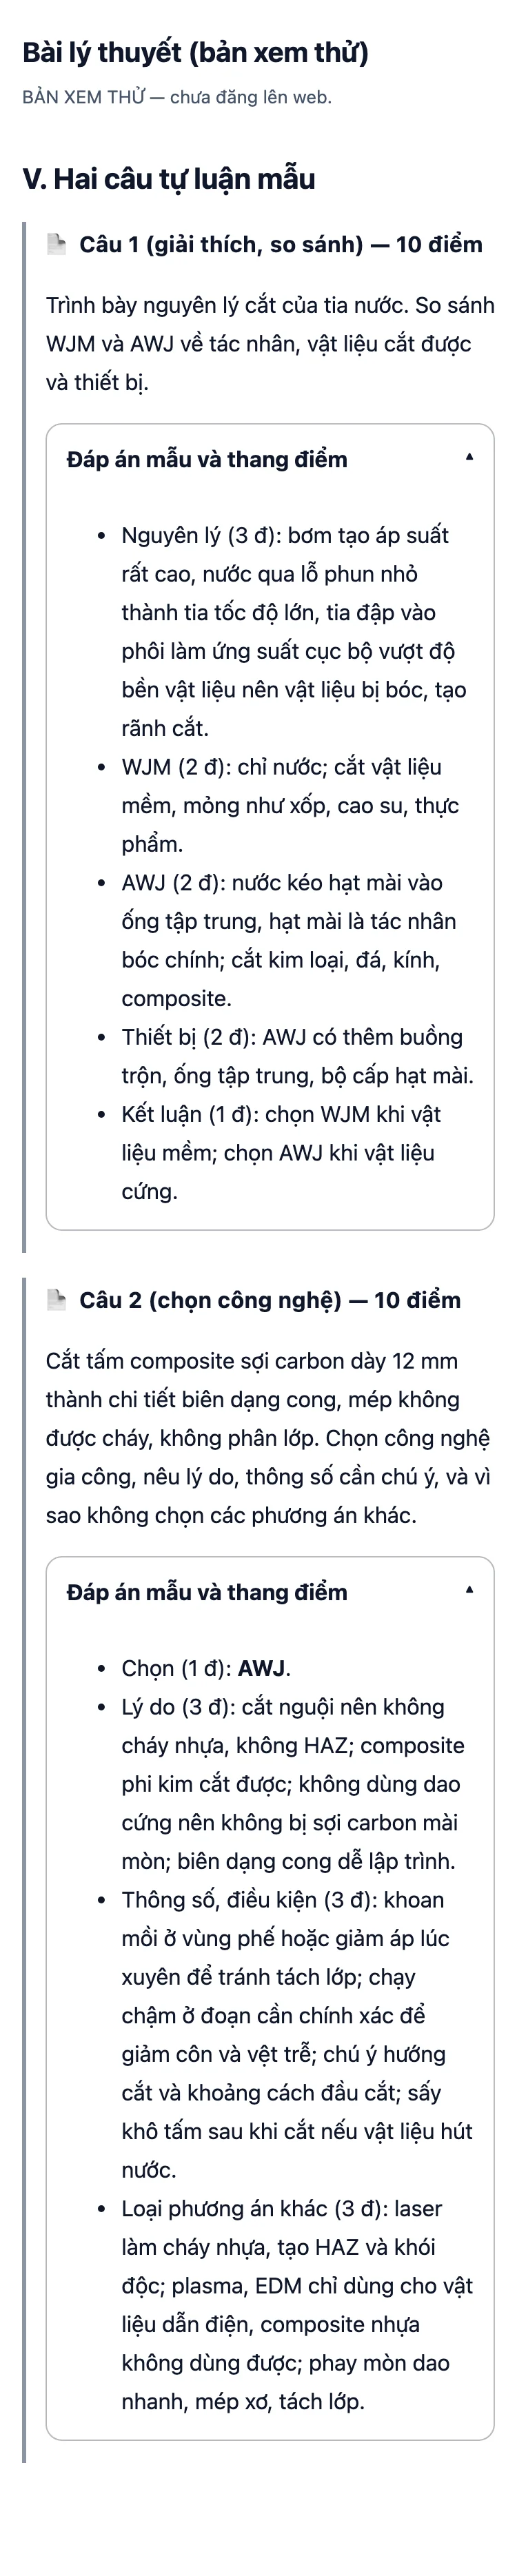 Bài lý thuyết (bản xem thử)
BẢN XEM THỬ — chưa đăng lên web.
V. Hai câu tự luận mẫu
Câu 1 (giải thích, so sánh) — 10 điểm
Trình bày nguyên lý cắt của tia nước. So sánh
WJM và AWJ về tác nhân, vật liệu cắt được
và thiết bị.
Đáp án mẫu và thang điểm
• Nguyên lý (3 đ): bơm tạo áp suất
rất cao, nước qua lỗ phun nhỏ
thành tia tốc độ lớn, tia đập vào
phôi làm ứng suất cục bộ vượt độ
bền vật liệu nên vật liệu bị bóc, tạo
rãnh cắt.
• WJM (2 đ): chỉ nước; cắt vật liệu
mềm, mỏng như xốp, cao su, thực
phẩm.
• AWJ (2 đ): nước kéo hạt mài vào
ống tập trung, hạt mài là tác nhân
bóc chính; cắt kim loại, đá, kính,
composite.
• Thiết bị (2 đ): AWJ có thêm buồng
trộn, ống tập trung, bộ cấp hạt mài.
• Kết luận (1 đ): chọn WJM khi vật
liệu mềm; chọn AWJ khi vật liệu
cứng.
Câu 2 (chọn công nghệ) — 10 điểm
Cắt tấm composite sợi carbon dày 12 mm
thành chi tiết biên dạng cong, mép không
được cháy, không phân lớp. Chọn công nghệ
gia công, nêu lý do, thông số cần chú ý, và vì
sao không chọn các phương án khác.
Đáp án mẫu và thang điểm
• Chọn (1 đ): AWJ.
• Lý do (3 đ): cắt nguội nên không
cháy nhựa, không HAZ; composite
phi kim cắt được; không dùng dao
cứng nên không bị sợi carbon mài
mòn; biên dạng cong dễ lập trình.
• Thông số, điều kiện (3 đ): khoan
mồi ở vùng phế hoặc giảm áp lúc
xuyên để tránh tách lớp; chạy
chậm ở đoạn cần chính xác để
giảm côn và vệt trễ; chú ý hướng
cắt và khoảng cách đầu cắt; sấy
khô tấm sau khi cắt nếu vật liệu hút
nước.
• Loại phương án khác (3 đ): laser
làm cháy nhựa, tạo HAZ và khói
độc; plasma, EDM chỉ dùng cho vật
liệu dẫn điện, composite nhựa
không dùng được; phay mòn dao
nhanh, mép xơ, tách lớp.